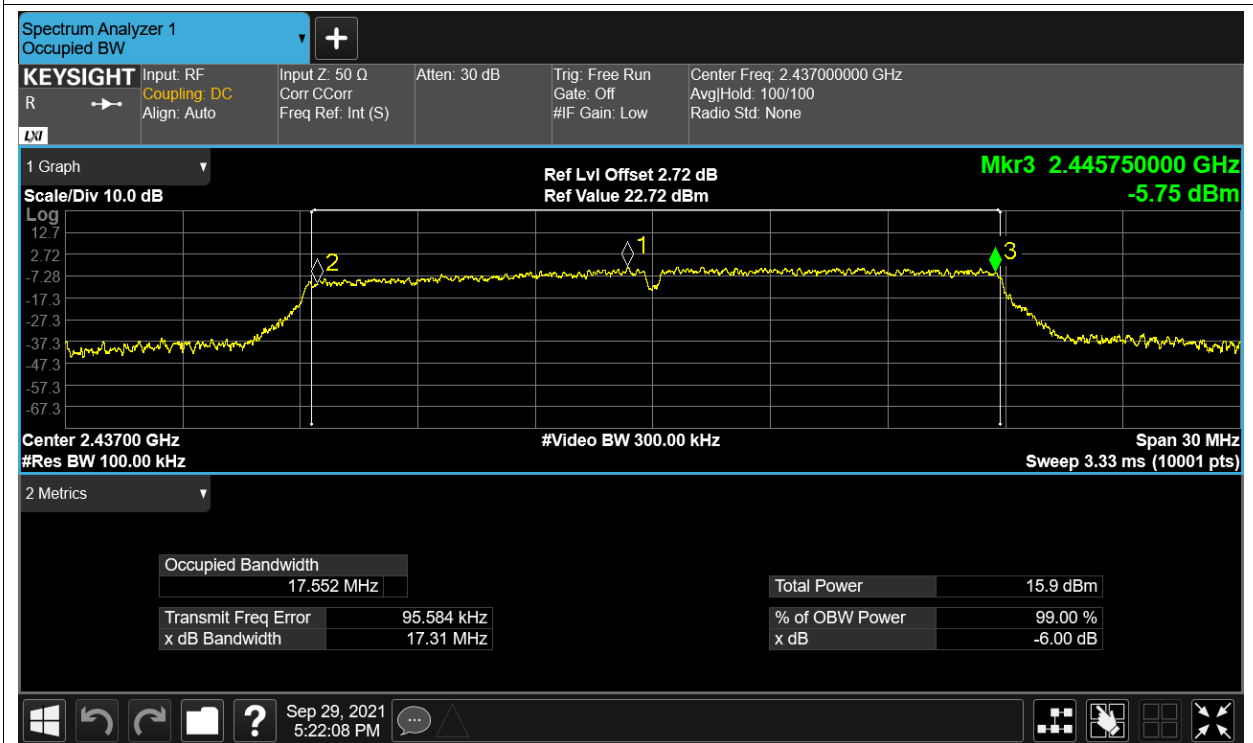 Spectrum Analyzer 1
Occupied BW
KEYSIGHT
R
LXI
Input: RF
Coupling: DC
Align: Auto
Input Z: 50 Ω
Corr CCorr
Freq Ref: Int (S)
Atten: 30 dB
Trig: Free Run
Gate: Off
#IF Gain: Low
Center Freq: 2.437000000 GHz
Avg|Hold: 100/100
Radio Std: None
1 Graph
Scale/Div 10.0 dB
Ref Lvl Offset 2.72 dB
Ref Value 22.72 dBm
Mkr3 2.445750000 GHz
-5.75 dBm
Log
12.7
2.72
-7.28
-17.3
-27.3
-37.3
-47.3
-57.3
-67.3
2
1
3
Center 2.43700 GHz
#Video BW 300.00 kHz
Span 30 MHz
#Res BW 100.00 kHz
Sweep 3.33 ms (10001 pts)
2 Metrics
Occupied Bandwidth
17.552 MHz
Total Power 15.9 dBm
Transmit Freq Error 95.584 kHz
% of OBW Power 99.00 %
x dB Bandwidth 17.31 MHz
x dB -6.00 dB
?
Sep 29, 2021
5:22:08 PM